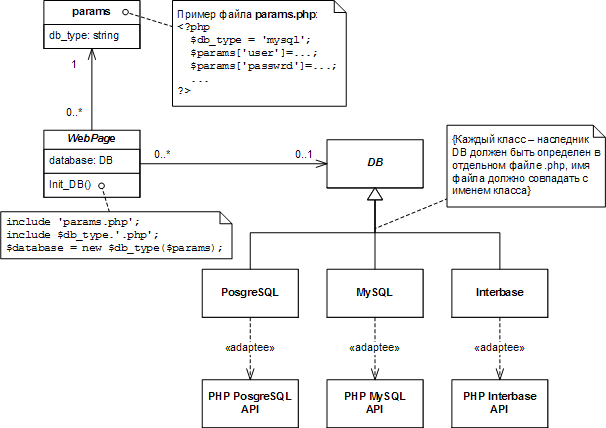 params
db_type: string
Пример файла params.php:
<?php
$db_type = 'mysql';
$params['user']=...;
$params['passwrd']=...;
...
?>
1
0..*
WebPage
database: DB
Init_DB()
0..*
0..1
DB
{Каждый класс – наследник
DB должен быть определен в
отдельном файле .php, имя
файла должно совпадать с
именем класса}
include 'params.php';
include $db_type.'.php';
$database = new $db_type($params);
PosgreSQL
MySQL
Interbase
«adaptee»
«adaptee»
«adaptee»
PHP PosgreSQL
API
PHP MySQL
API
PHP Interbase
API